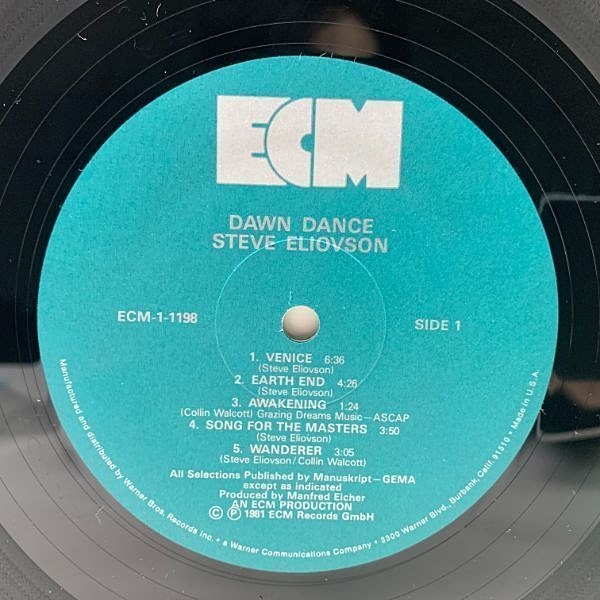 ECM
DAWN DANCE
STEVE ELIOVSON
ECM-1-1198
SIDE 1
1. VENICE 6:36
(Steve Eliovson)
2. EARTH END 4:26
(Steve Eliovson)
3. AWAKENING 1:24
(Collin Walcott) Grazing Dreams Music—ASCAP
4. SONG FOR THE MASTERS 3:50
(Steve Eliovson)
5. WANDERER 3:05
(Steve Eliovson/Collin Walcott)
All Selections Published by Manuskript—GEMA
except as indicated
Produced by Manfred Eicher
AN ECM PRODUCTION
© ℗ 1981 ECM Records GmbH
Manufactured and distributed by Warner Bros. Records Inc. • a Warner Communications Company • 3300 Warner Blvd., Burbank, Calif. 91510 • Made in U.S.A.